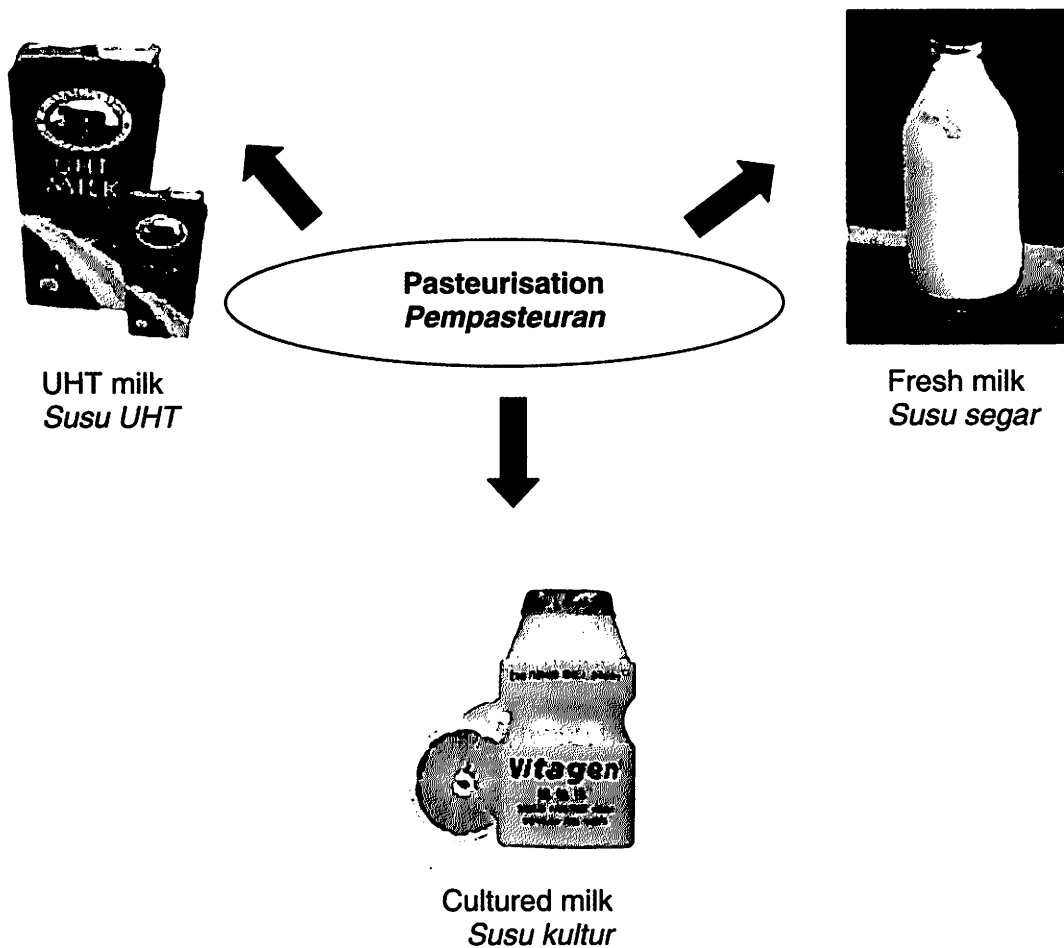 UHT
MILK
Pasteurisation
Pempasteuran
UHT milk
Susu UHT
Fresh milk
Susu segar
Vitagen
Cultured milk
Susu kultur